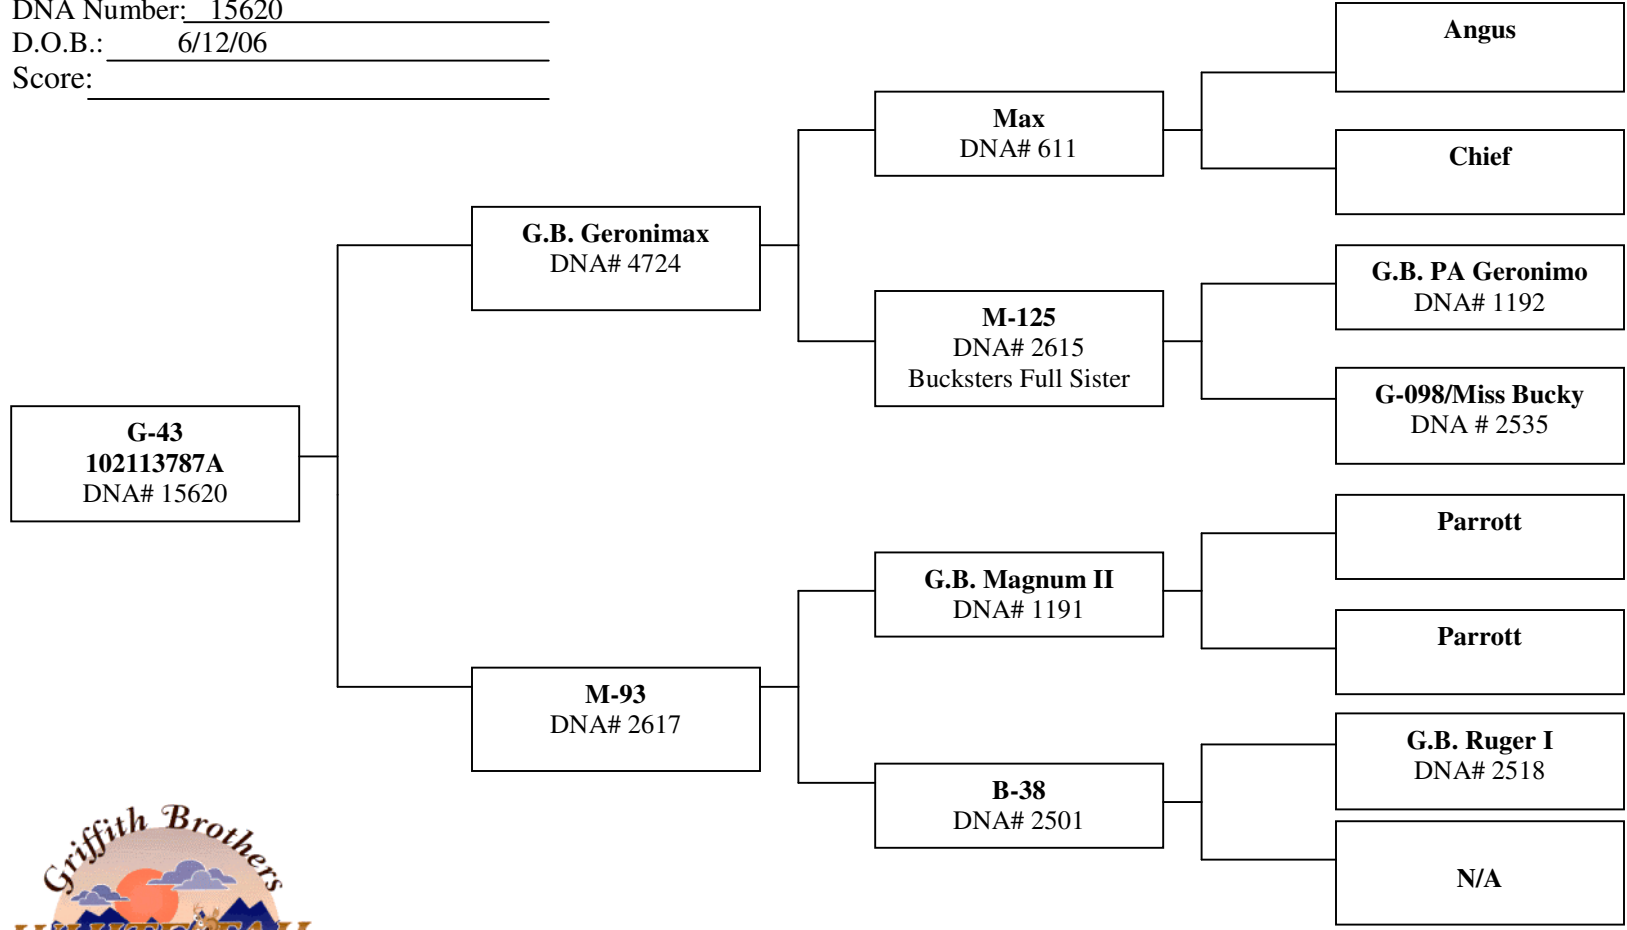 DNA Number: 15620
D.O.B.: 6/12/06
Score:
Angus
Max
DNA# 611
Chief
G.B. Geronimax
DNA# 4724
G.B. PA Geronimo
DNA# 1192
M-125
DNA# 2615
Bucksters Full Sister
G-098/Miss Bucky
DNA # 2535
G-43
102113787A
DNA# 15620
Parrott
G.B. Magnum II
DNA# 1191
Parrott
M-93
DNA# 2617
G.B. Ruger I
DNA# 2518
B-38
DNA# 2501
N/A
Griffith Brothers